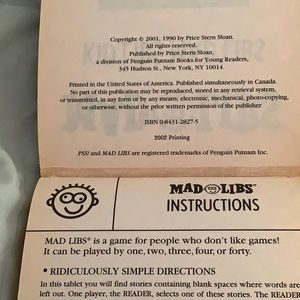 Copyright © 2001, 1990 by Price Stern Sloan.
All rights reserved.
Published by Price Stern Sloan,
a division of Penguin Putnam Books for Young Readers,
345 Hudson St., New York, NY 10014
Printed in the United States of America. Published simultaneously in Canada.
No part of this publication may be reproduced, stored in any retrieval system,
or transmitted, in any form or by any means, electronic, mechanical, photo-copying,
or otherwise, without the prior written permission of the publisher.
ISBN 0-8431-2827-5
2002 Printing
PSS! and MAD LIBS are registered trademarks of Penguin Putnam Inc.
MAD LIBS™
INSTRUCTIONS
MAD LIBS® is a game for people who don't like games!
It can be played by one, two, three, four, or forty.
• RIDICULOUSLY SIMPLE DIRECTIONS
In this tablet you will find stories containing blank spaces where words are
left out. One player, the READER, selects one of these stories. The READER